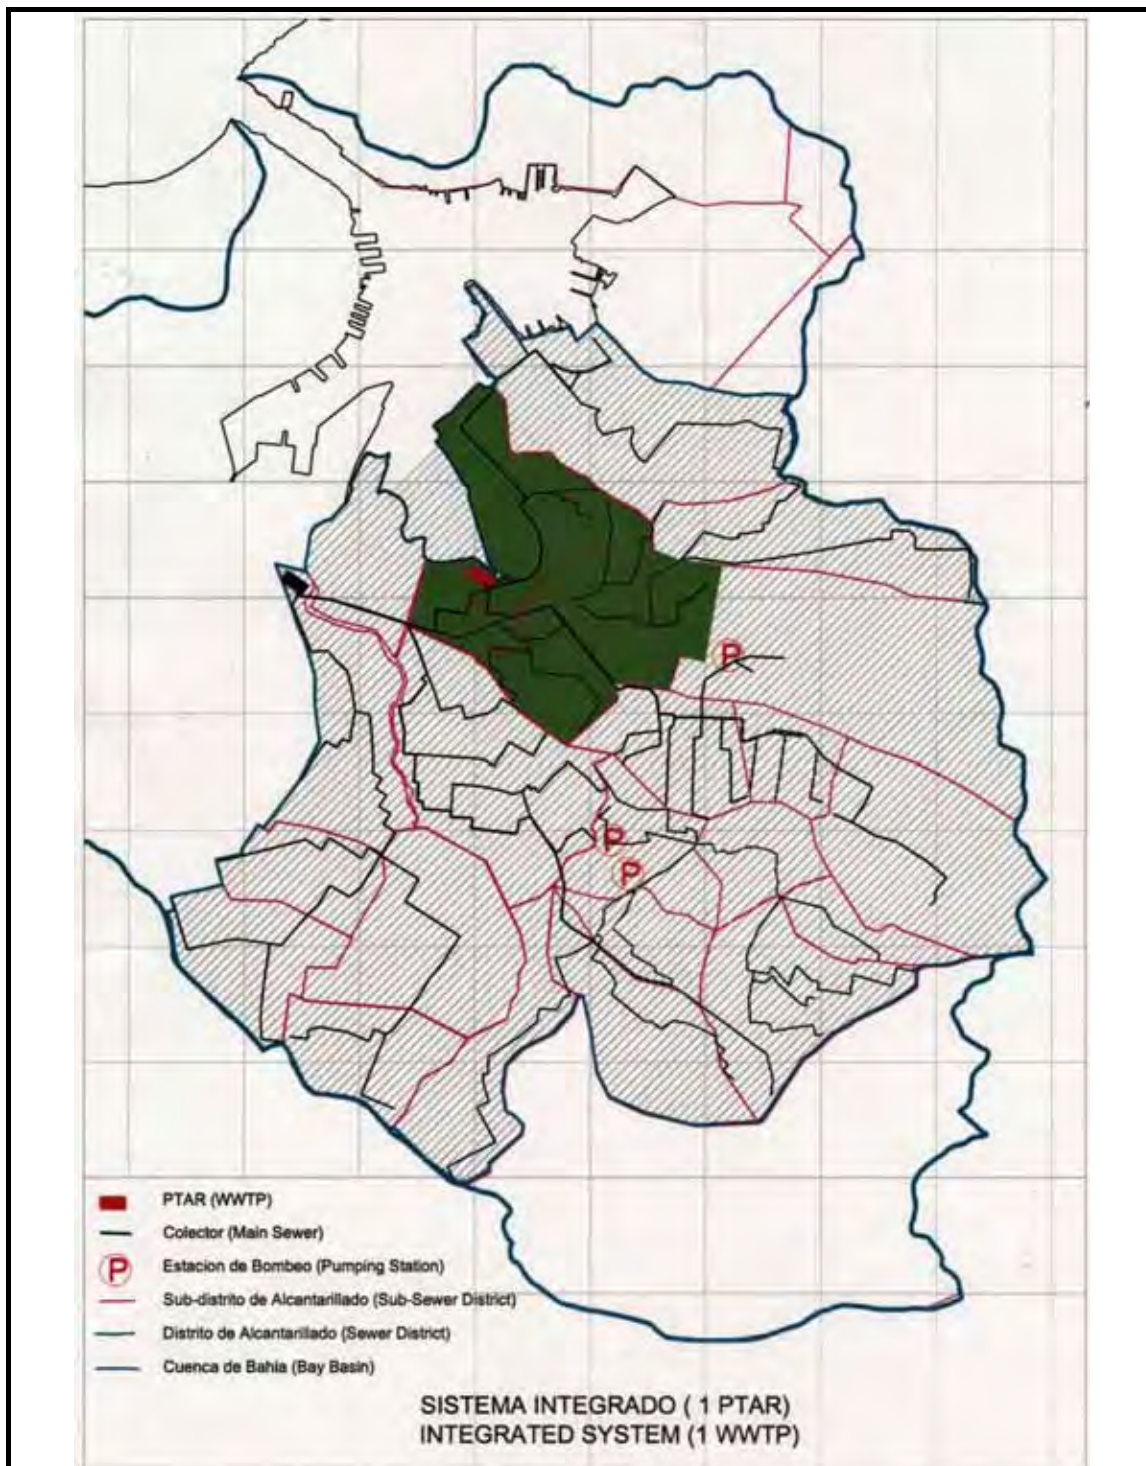 P
P
P
PTAR (WWTP)
Colector (Main Sewer)
P
Estacion de Bombeo (Pumping Station)
Sub-distrito de Alcantarillado (Sub-Sewer District)
Distrito de Alcantarillado (Sewer District)
Cuenca de Bahia (Bay Basin)
SISTEMA INTEGRADO ( 1 PTAR)
INTEGRATED SYSTEM (1 WWTP)